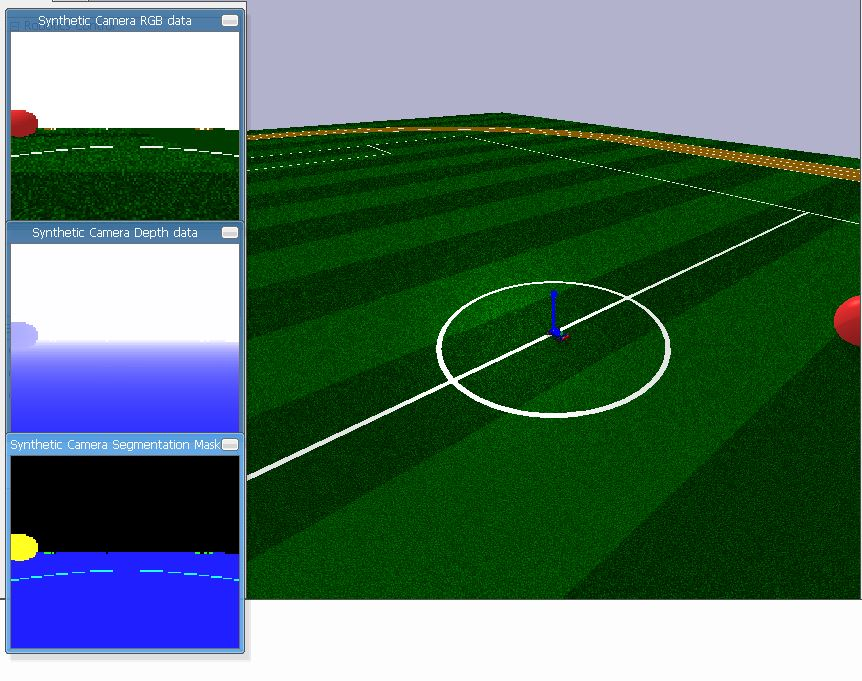 Synthetic Camera RGB data
Synthetic Camera Depth data
Synthetic Camera Segmentation Mask